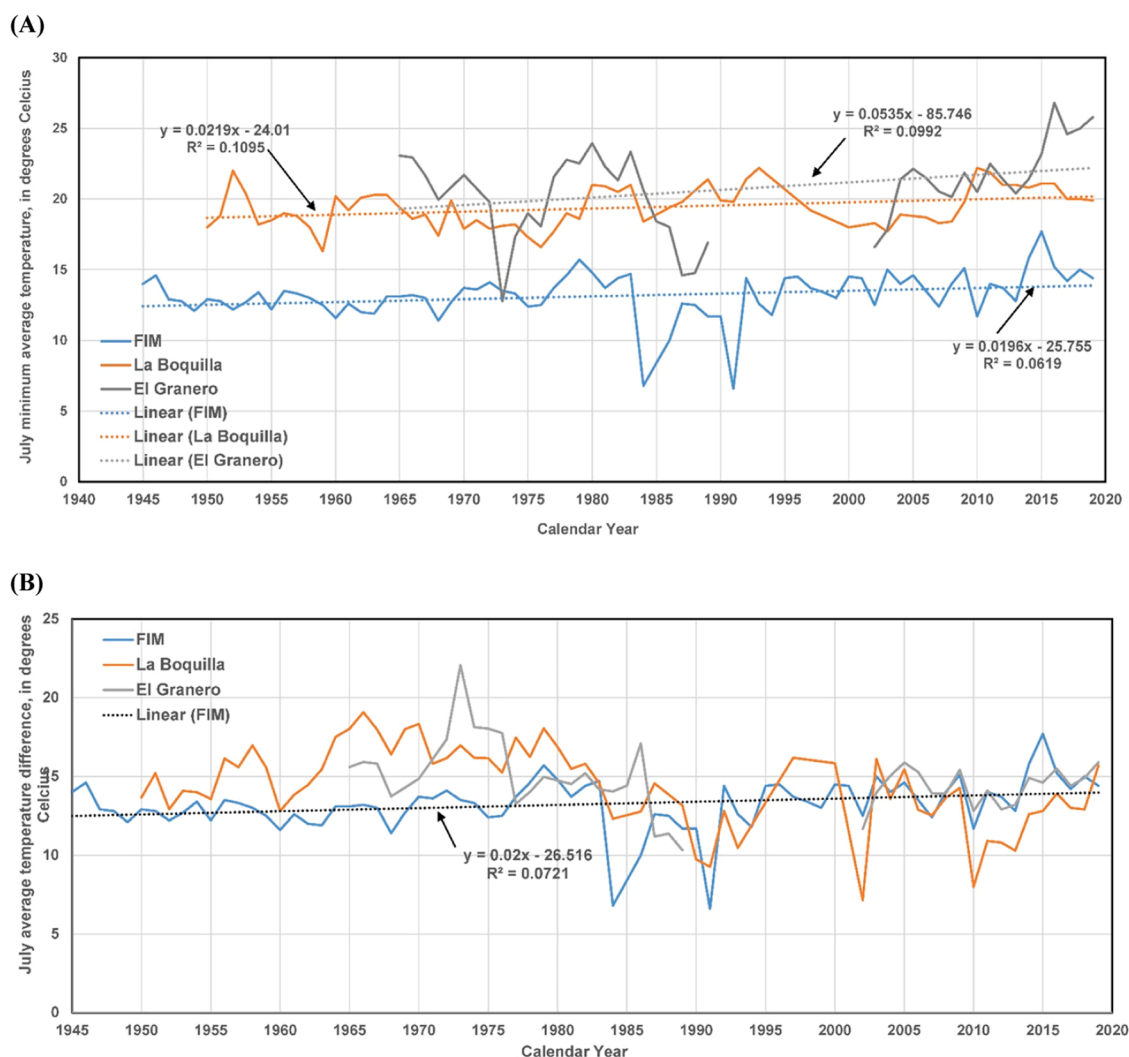 (A)
30
25
20
15
10
5
0
July minimum average temperature, in degrees Celcius
y = 0.0219x - 24.01
R² = 0.1095
y = 0.0535x - 85.746
R² = 0.0992
y = 0.0196x - 25.755
R² = 0.0619
FIM
La Boquilla
El Granero
Linear (FIM)
Linear (La Boquilla)
Linear (El Granero)
1940 1945 1950 1955 1960 1965 1970 1975 1980 1985 1990 1995 2000 2005 2010 2015 2020
Calendar Year
(B)
25
20
15
10
5
0
July average temperature difference, in degrees
Celcius
FIM
La Boquilla
El Granero
Linear (FIM)
y = 0.02x - 26.516
R² = 0.0721
1945 1950 1955 1960 1965 1970 1975 1980 1985 1990 1995 2000 2005 2010 2015 2020
Calendar Year